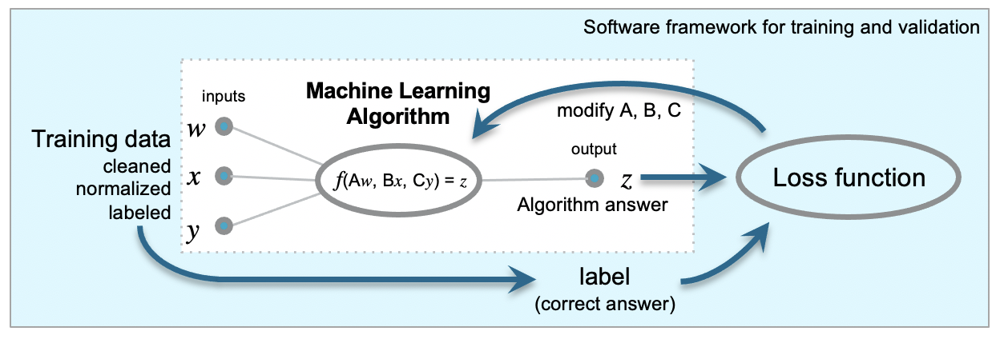 Software framework for training and validation
inputs
Machine Learning
Algorithm
modify A, B, C
w
Training data
cleaned
normalized
labeled
x
y
f(Aw, Bx, Cy) = z
output
z
Algorithm answer
Loss function
label
(correct answer)